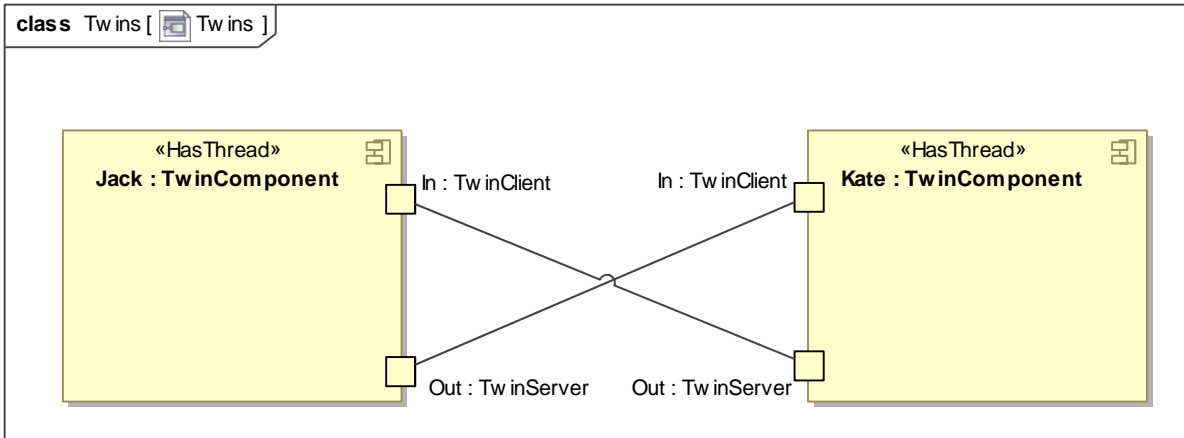 class Twins [ Twins ]
«HasThread»
Jack : TwinComponent
In : TwinClient
Out : TwinServer
In : TwinClient
Out : TwinServer
«HasThread»
Kate : TwinComponent